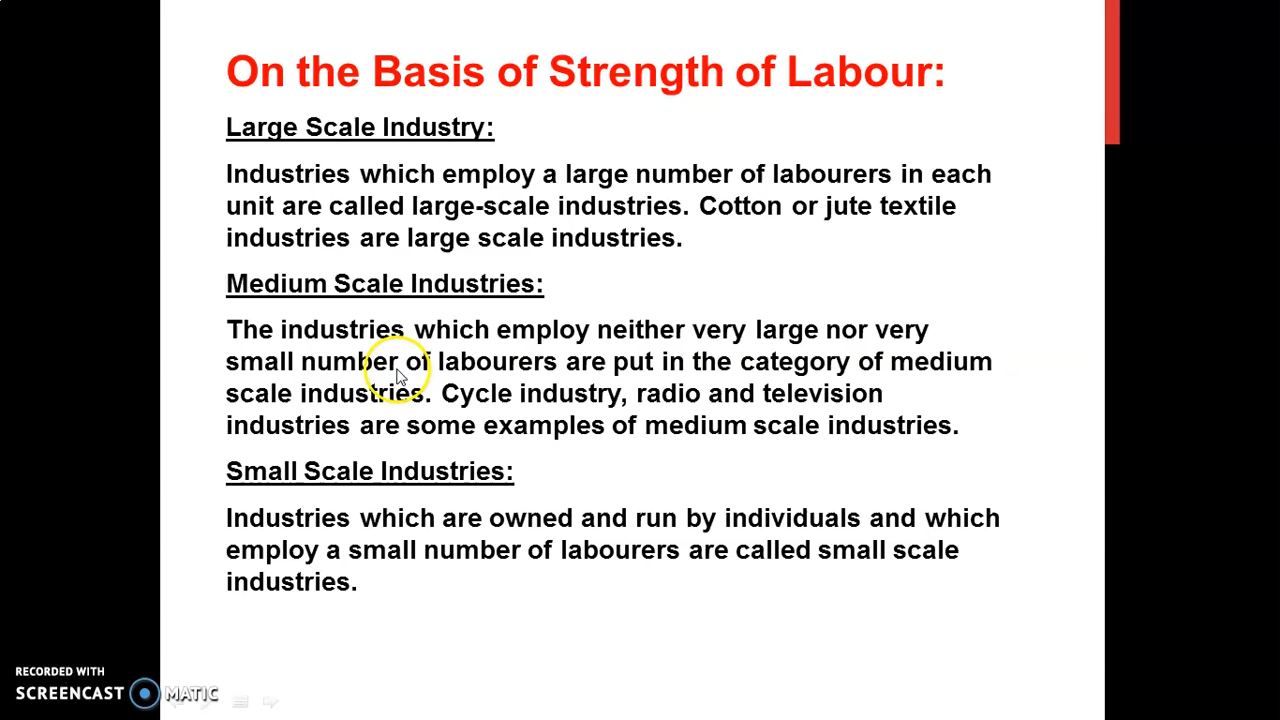 On the Basis of Strength of Labour:
Large Scale Industry:
Industries which employ a large number of labourers in each
unit are called large-scale industries. Cotton or jute textile
industries are large scale industries.
Medium Scale Industries:
The industries which employ neither very large nor very
small number of labourers are put in the category of medium
scale industries. Cycle industry, radio and television
industries are some examples of medium scale industries.
Small Scale Industries:
Industries which are owned and run by individuals and which
employ a small number of labourers are called small scale
industries.
RECORDED WITH
SCREENCAST MATIC